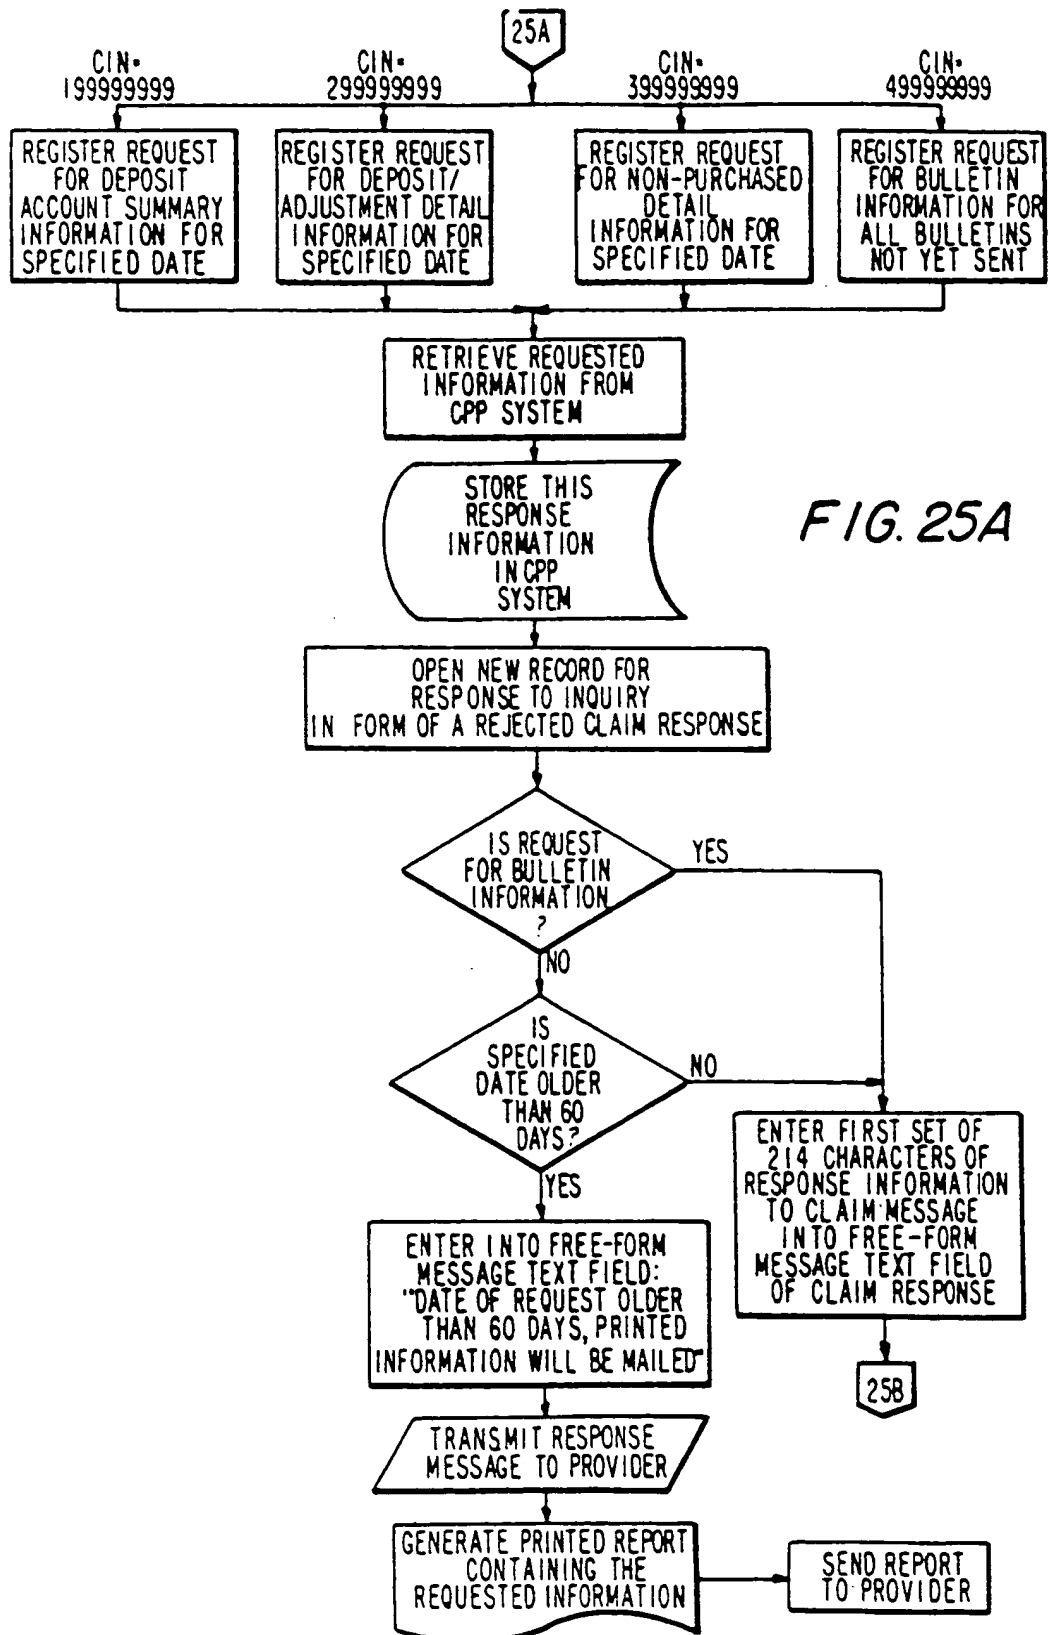 25A
CIN=
199999999
CIN=
299999999
CIN=
399999999
CIN=
499999999
REGISTER REQUEST
FOR DEPOSIT
ACCOUNT SUMMARY
INFORMATION FOR
SPECIFIED DATE
REGISTER REQUEST
FOR DEPOSIT/
ADJUSTMENT DETAIL
INFORMATION FOR
SPECIFIED DATE
REGISTER REQUEST
FOR NON-PURCHASED
DETAIL
INFORMATION FOR
SPECIFIED DATE
REGISTER REQUEST
FOR BULLETIN
INFORMATION FOR
ALL BULLETINS
NOT YET SENT
RETRIEVE REQUESTED
INFORMATION FROM
CPP SYSTEM
STORE THIS
RESPONSE
INFORMATION
IN CPP
SYSTEM
FIG. 25A
OPEN NEW RECORD FOR
RESPONSE TO INQUIRY
IN FORM OF A REJECTED CLAIM RESPONSE
IS REQUEST
FOR BULLETIN
INFORMATION
?
YES
NO
IS
SPECIFIED
DATE OLDER
THAN 60
DAYS?
NO
YES
ENTER FIRST SET OF
214 CHARACTERS OF
RESPONSE INFORMATION
TO CLAIM MESSAGE
INTO FREE-FORM
MESSAGE TEXT FIELD
OF CLAIM RESPONSE
25B
ENTER INTO FREE-FORM
MESSAGE TEXT FIELD:
"DATE OF REQUEST OLDER
THAN 60 DAYS, PRINTED
INFORMATION WILL BE MAILED"
TRANSMIT RESPONSE
MESSAGE TO PROVIDER
GENERATE PRINTED REPORT
CONTAINING THE
REQUESTED INFORMATION
SEND REPORT
TO PROVIDER